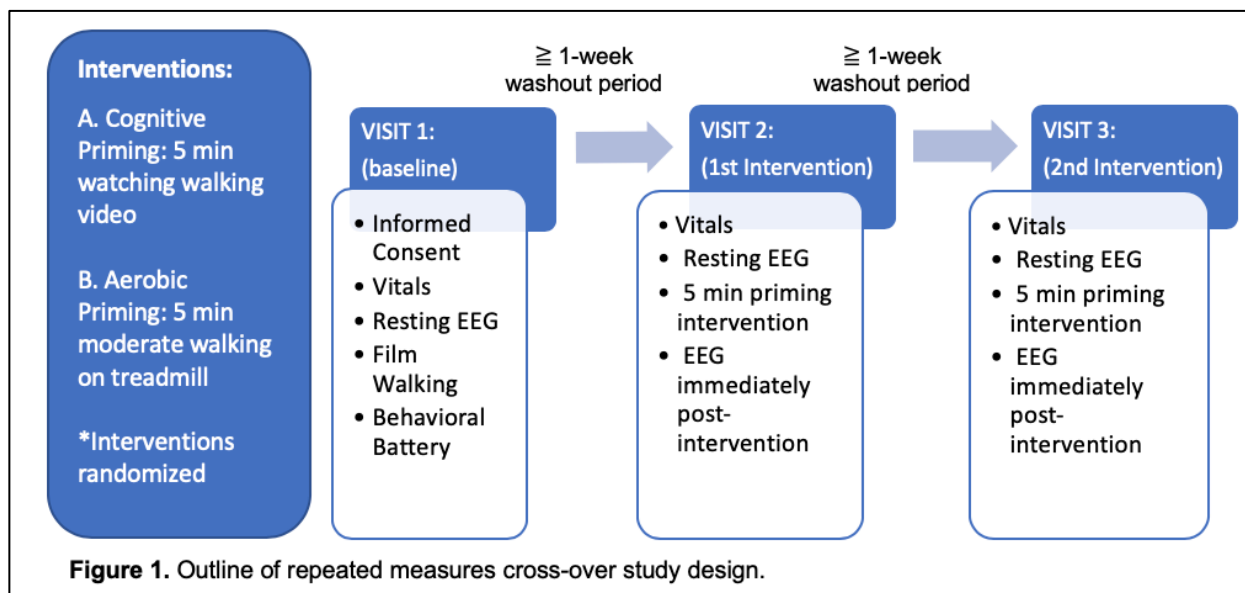 Interventions:
A. Cognitive
Priming: 5 min
watching walking
video
B. Aerobic
Priming: 5 min
moderate walking
on treadmill
*Interventions
randomized
VISIT 1:
(baseline)
• Informed
Consent
• Vitals
• Resting EEG
• Film
Walking
• Behavioral
Battery
≧ 1-week
washout period
VISIT 2:
(1st Intervention)
• Vitals
• Resting EEG
• 5 min priming
intervention
• EEG
immediately
post-
intervention
≧ 1-week
washout period
VISIT 3:
(2nd Intervention)
• Vitals
• Resting EEG
• 5 min priming
intervention
• EEG
immediately
post-
intervention
Figure 1. Outline of repeated measures cross-over study design.